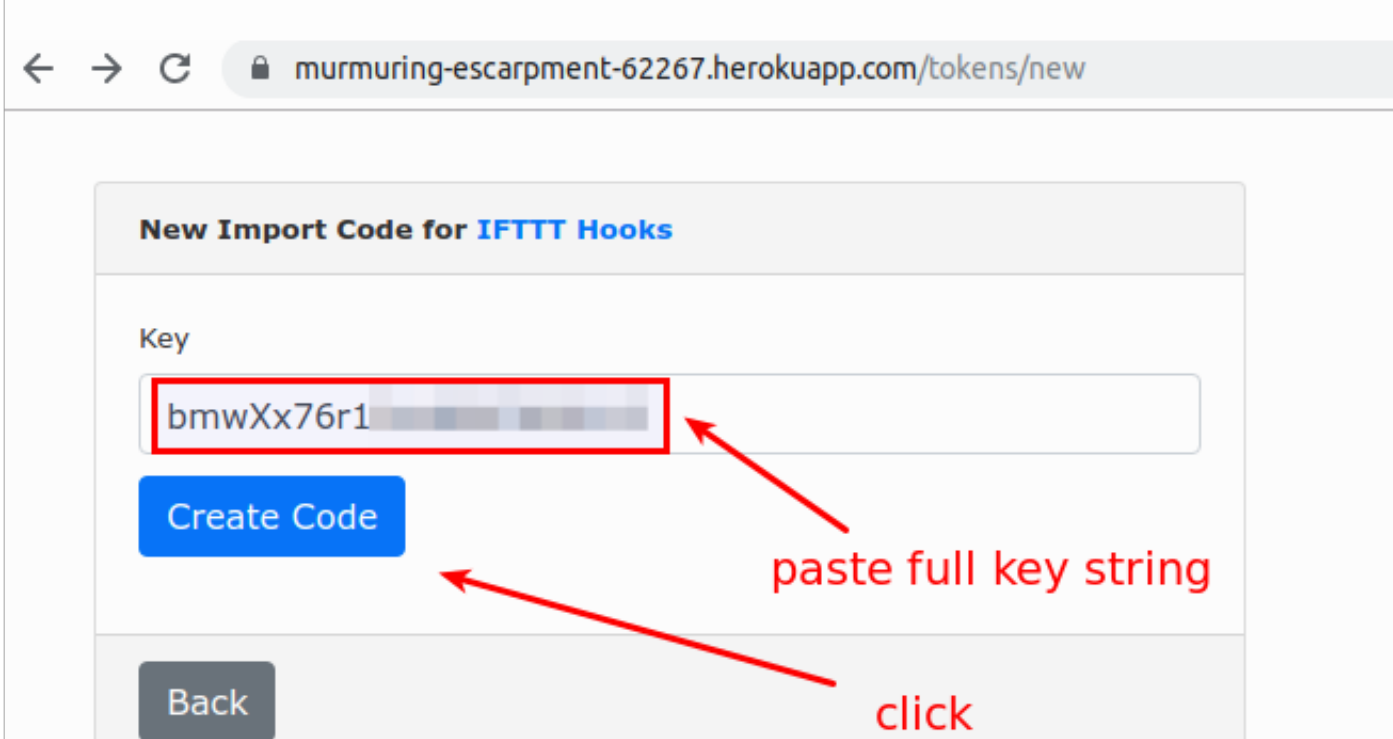 murmuring-escarpment-62267.herokuapp.com/tokens/new
New Import Code for IFTTT Hooks
Key
bmwXx76r1
Create Code
paste full key string
Back
click